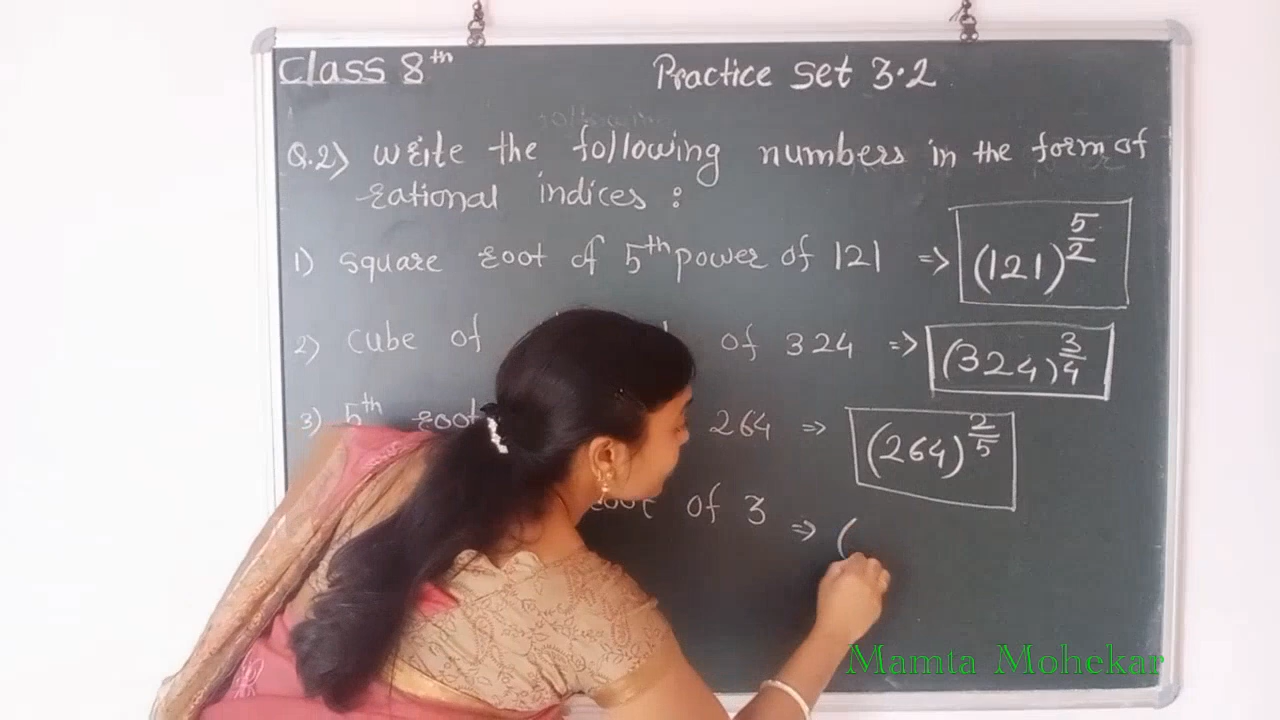 Class 8th Practice Set 3.2
Q.2) Write the following numbers in the form of
rational indices :
1) square root of 5th power of 121 => (121)^5/2
2) cube of of 324 => (324)^3/4
3) 5th root 264 => (264)^2/5
root of 3 => (
Mamta Mohekar